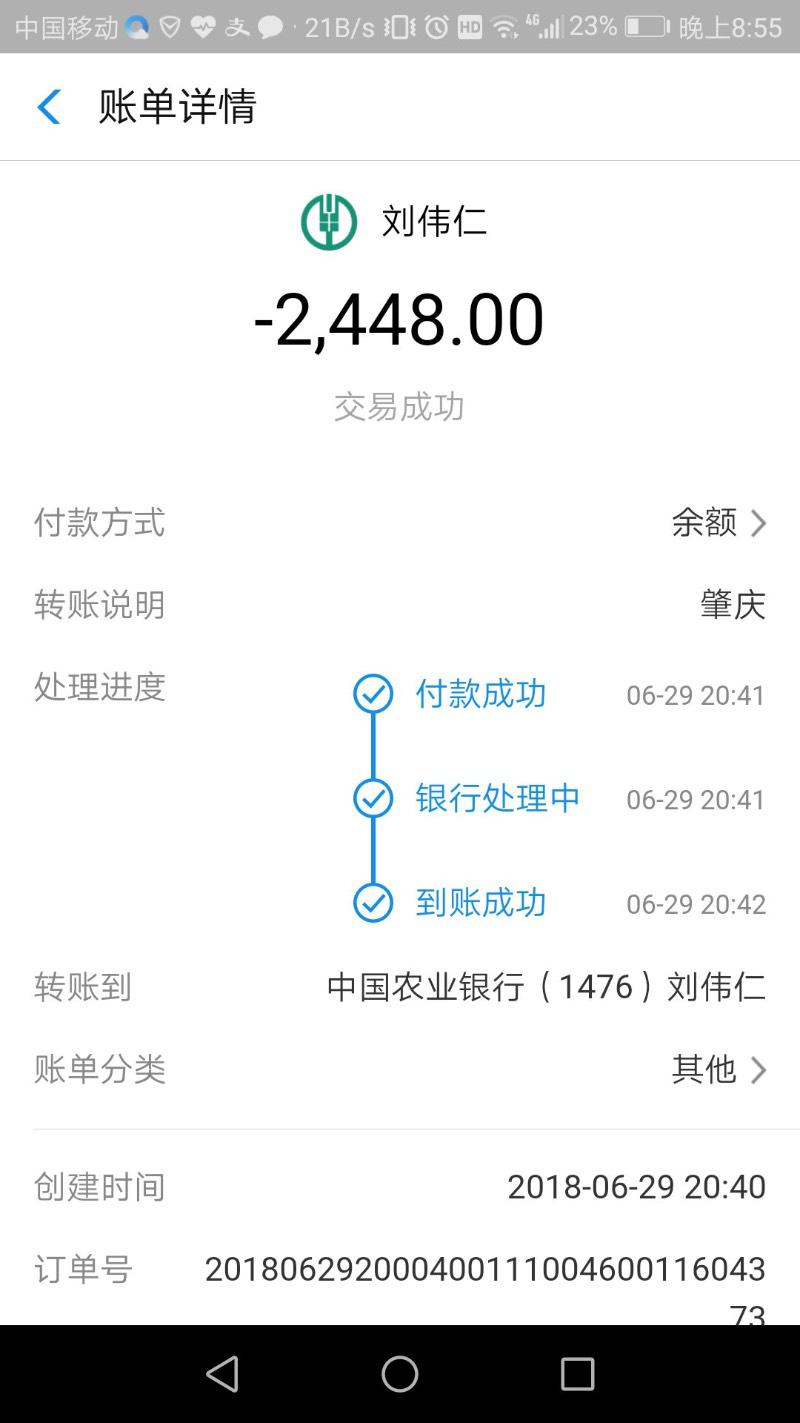 中国移动 · 21B/s HD 4G 23% 晚上8:55
账单详情
刘伟仁
-2,448.00
交易成功
付款方式 余额
转账说明 肇庆
处理进度 付款成功 06-29 20:41
银行处理中 06-29 20:41
到账成功 06-29 20:42
转账到 中国农业银行（1476）刘伟仁
账单分类 其他
创建时间 2018-06-29 20:40
订单号 20180629200040011100460011604​3
73